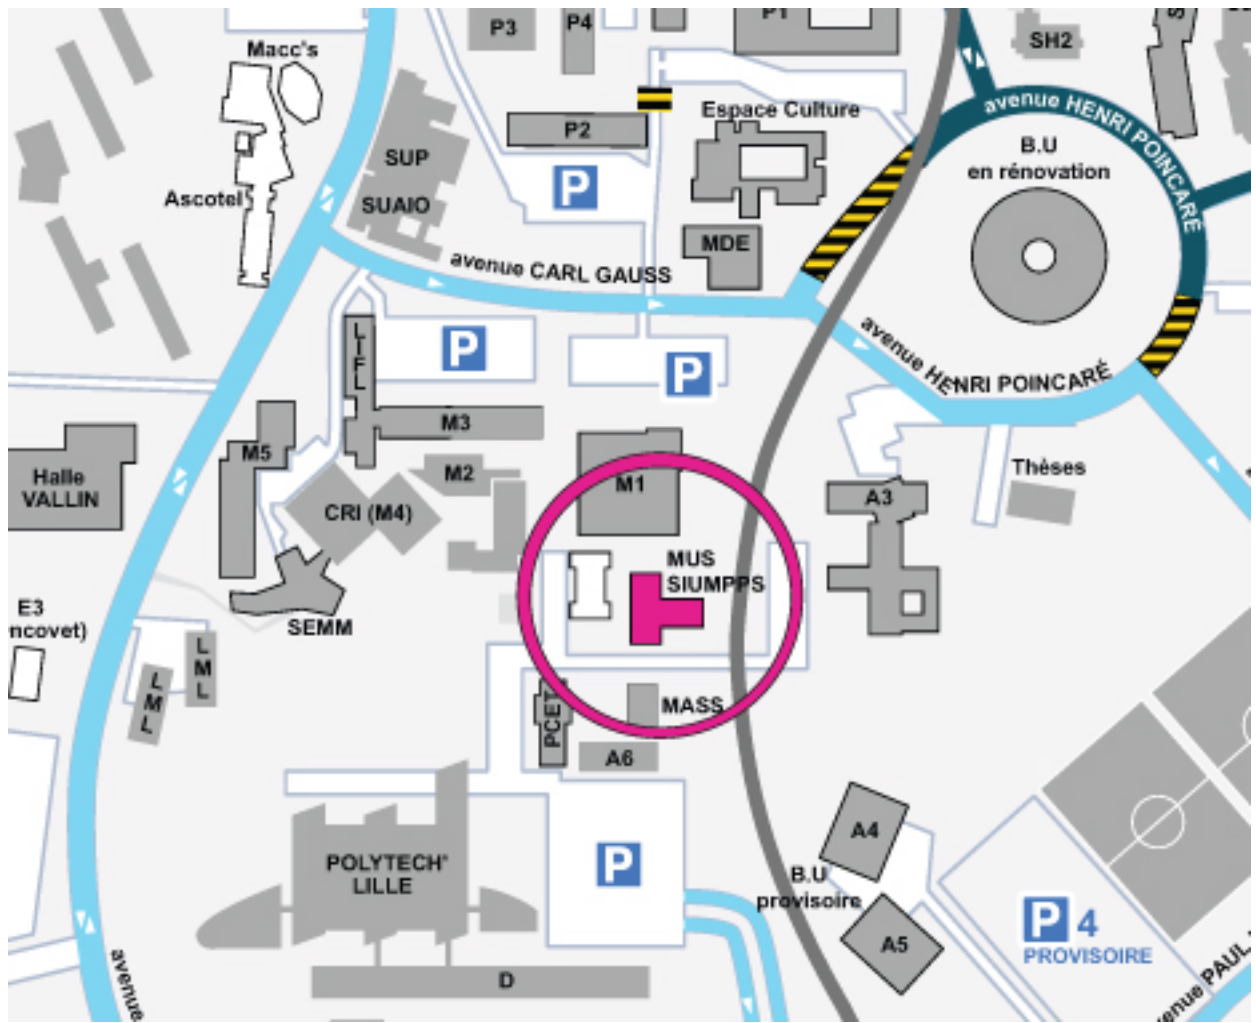 P3
P4
P1
SH2
Macc's
Espace Culture
P2
avenue HENRI POINCARÉ
B.U
en rénovation
SUP
SUAIO
Ascotel
P
MDE
avenue CARL GAUSS
LIFL
P
P
avenue HENRI POINCARÉ
M3
M5
M2
M1
Halle
VALLIN
CRI (M4)
A3
Thèses
MUS
SIUMPPS
E3
ncovet)
SEMM
LML
LML
PCET
MASS
A6
A4
POLYTECH'
LILLE
P
B.U
provisoire
P 4
PROVISOIRE
A5
D
avenue
venue PAUL